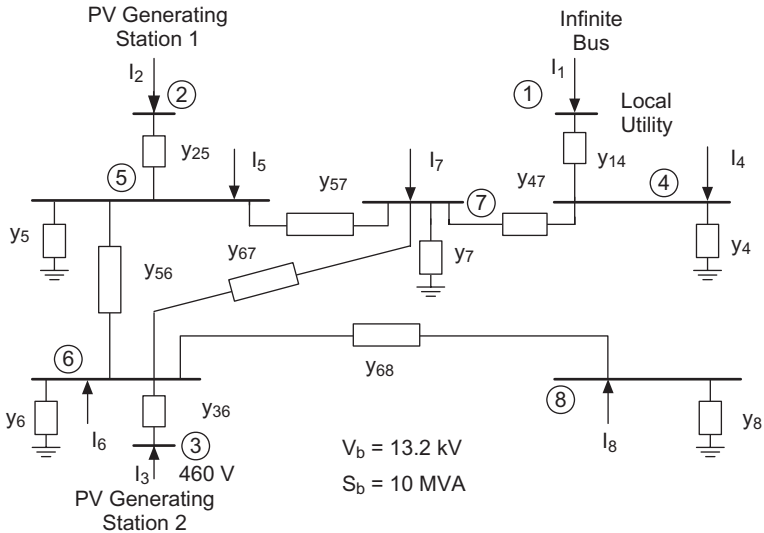 PV Generating
Station 1
Infinite
Bus
I₂
I₁
②
①
Local
Utility
y₂₅
y₁₄
I₅
I₇
I₄
⑤
y₅₇
y₄₇
④
⑦
y₅
y₆₇
y₇
y₄
y₅₆
⑥
y₆₈
⑧
y₆
I₆
y₃₆
I₈
y₈
③
I₃
460 V
V_b = 13.2 kV
S_b = 10 MVA
PV Generating
Station 2